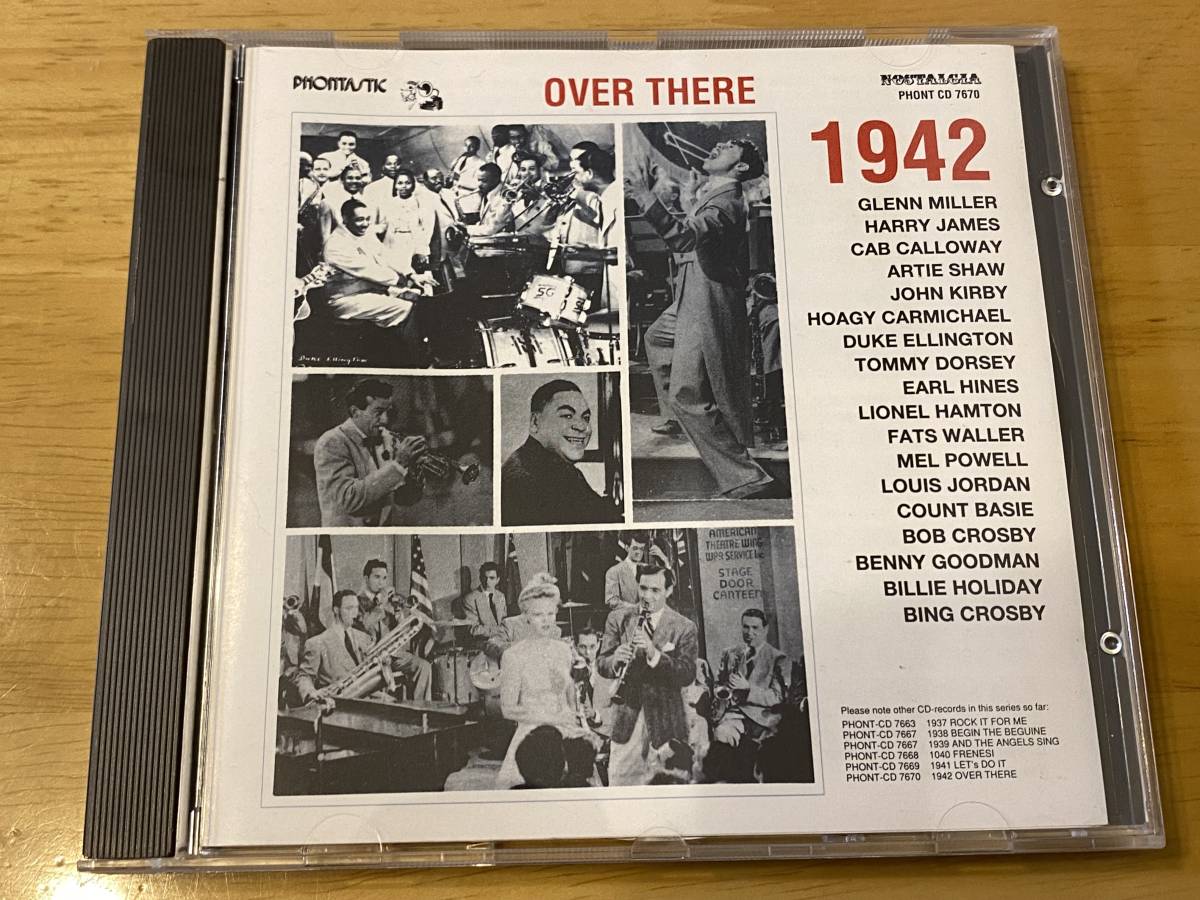 PHONTASTIC
OVER THERE
NOSTALGIA
PHONT CD 7670
1942
GLENN MILLER
HARRY JAMES
CAB CALLOWAY
ARTIE SHAW
JOHN KIRBY
HOAGY CARMICHAEL
DUKE ELLINGTON
TOMMY DORSEY
EARL HINES
LIONEL HAMTON
FATS WALLER
MEL POWELL
LOUIS JORDAN
COUNT BASIE
BOB CROSBY
BENNY GOODMAN
BILLIE HOLIDAY
BING CROSBY
SG
Duke Ellington
AMERICAN
THEATRE WING
WAR SERVICE Inc
STAGE
DOOR
CANTEEN
Please note other CD-records in this series so far:
PHONT-CD 7663 1937 ROCK IT FOR ME
PHONT-CD 7667 1938 BEGIN THE BEGUINE
PHONT-CD 7667 1939 AND THE ANGELS SING
PHONT-CD 7668 1040 FRENESI
PHONT-CD 7669 1941 LET's DO IT
PHONT-CD 7670 1942 OVER THERE